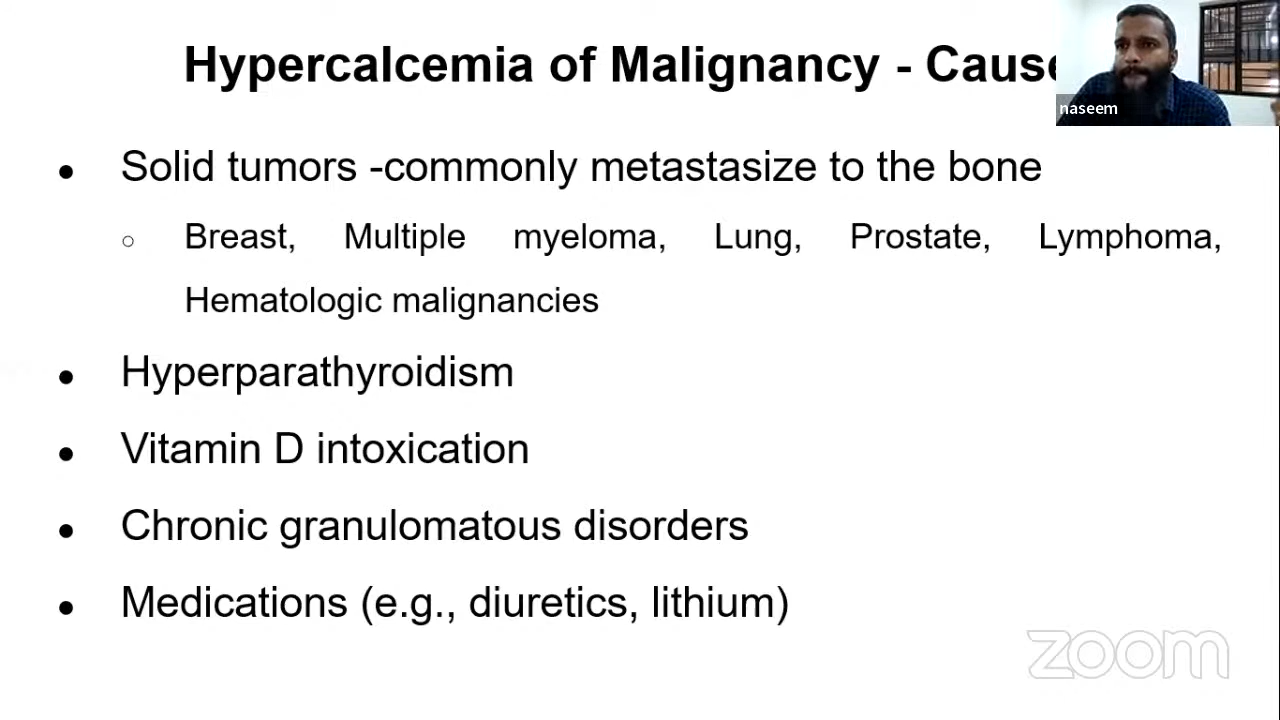 Hypercalcemia of Malignancy - Cause
naseem
● Solid tumors -commonly metastasize to the bone
○ Breast, Multiple myeloma, Lung, Prostate, Lymphoma,
Hematologic malignancies
● Hyperparathyroidism
● Vitamin D intoxication
● Chronic granulomatous disorders
● Medications (e.g., diuretics, lithium)
zoom